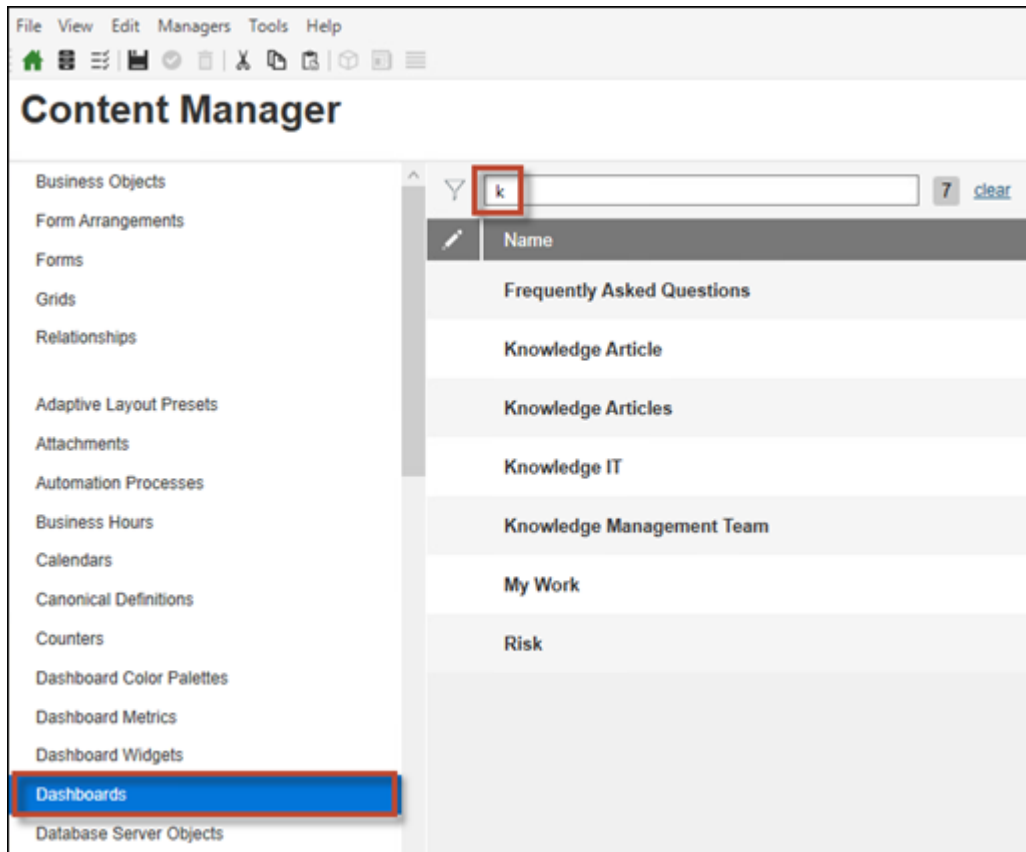 File View Edit Managers Tools Help
Content Manager
Business Objects
Form Arrangements
Forms
Grids
Relationships
Adaptive Layout Presets
Attachments
Automation Processes
Business Hours
Calendars
Canonical Definitions
Counters
Dashboard Color Palettes
Dashboard Metrics
Dashboard Widgets
Dashboards
Database Server Objects
k 7 clear
Name
Frequently Asked Questions
Knowledge Article
Knowledge Articles
Knowledge IT
Knowledge Management Team
My Work
Risk